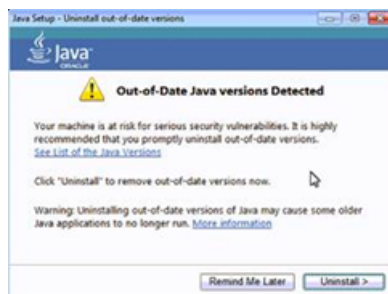 Java Setup - Uninstall out-of-date versions
Java
ORACLE
Out-of-Date Java versions Detected
Your machine is at risk for serious security vulnerabilities. It is highly
recommended that you promptly uninstall out-of-date versions.
See List of the Java Versions
Click "Uninstall" to remove out-of-date versions now.
Warning: Uninstalling out-of-date versions of Java may cause some older
Java applications to no longer run. More information
Remind Me Later
Uninstall >